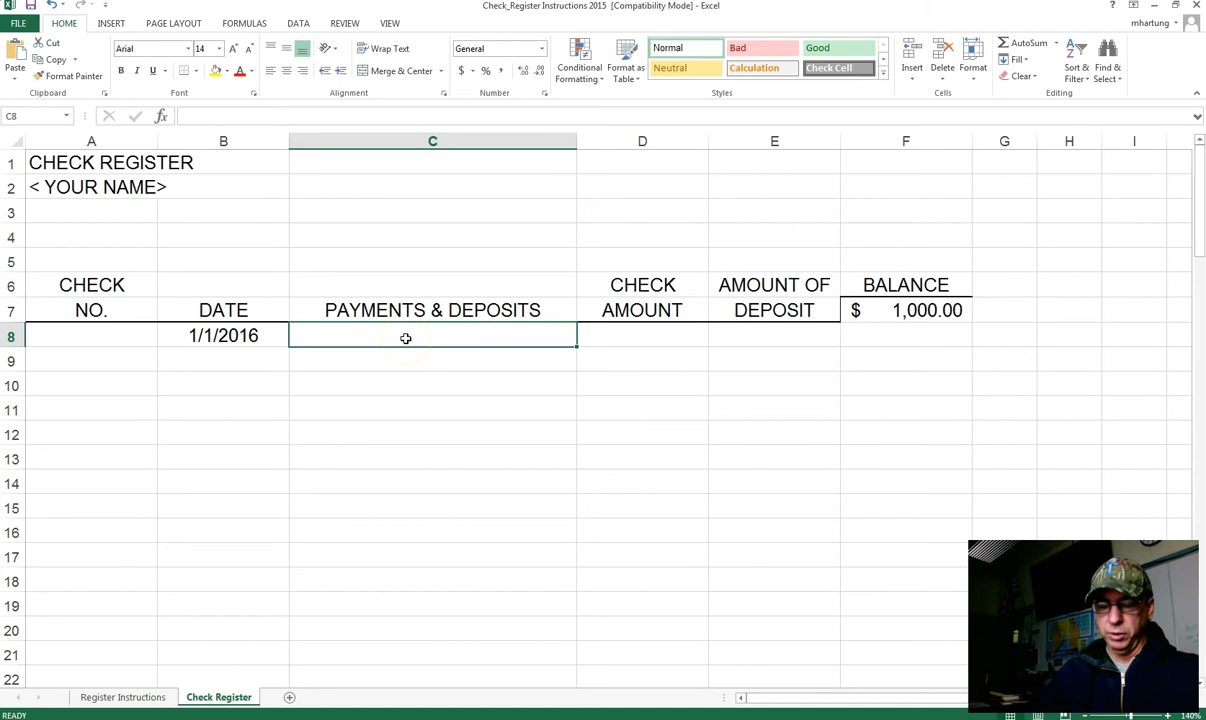 Check_Register Instructions 2015 [Compatibility Mode] - Excel
FILE HOME INSERT PAGE LAYOUT FORMULAS DATA REVIEW VIEW
mhartung
Paste
Cut
Copy
Format Painter
Clipboard
Arial 14
B I U
Font
Wrap Text
Merge & Center
Alignment
General
$ % ,
Number
Conditional Formatting
Format as Table
Normal Bad Good
Neutral Calculation Check Cell
Styles
Insert Delete Format
Cells
AutoSum
Fill
Clear
Sort & Filter
Find & Select
Editing
C8
fx
A B C D E F G H I
1 CHECK REGISTER
2 < YOUR NAME>
3
4
5
6 CHECK CHECK AMOUNT OF BALANCE
7 NO. DATE PAYMENTS & DEPOSITS AMOUNT DEPOSIT $ 1,000.00
8 1/1/2016
9
10
11
12
13
14
15
16
17
18
19
20
21
22
Register Instructions Check Register
READY
140%